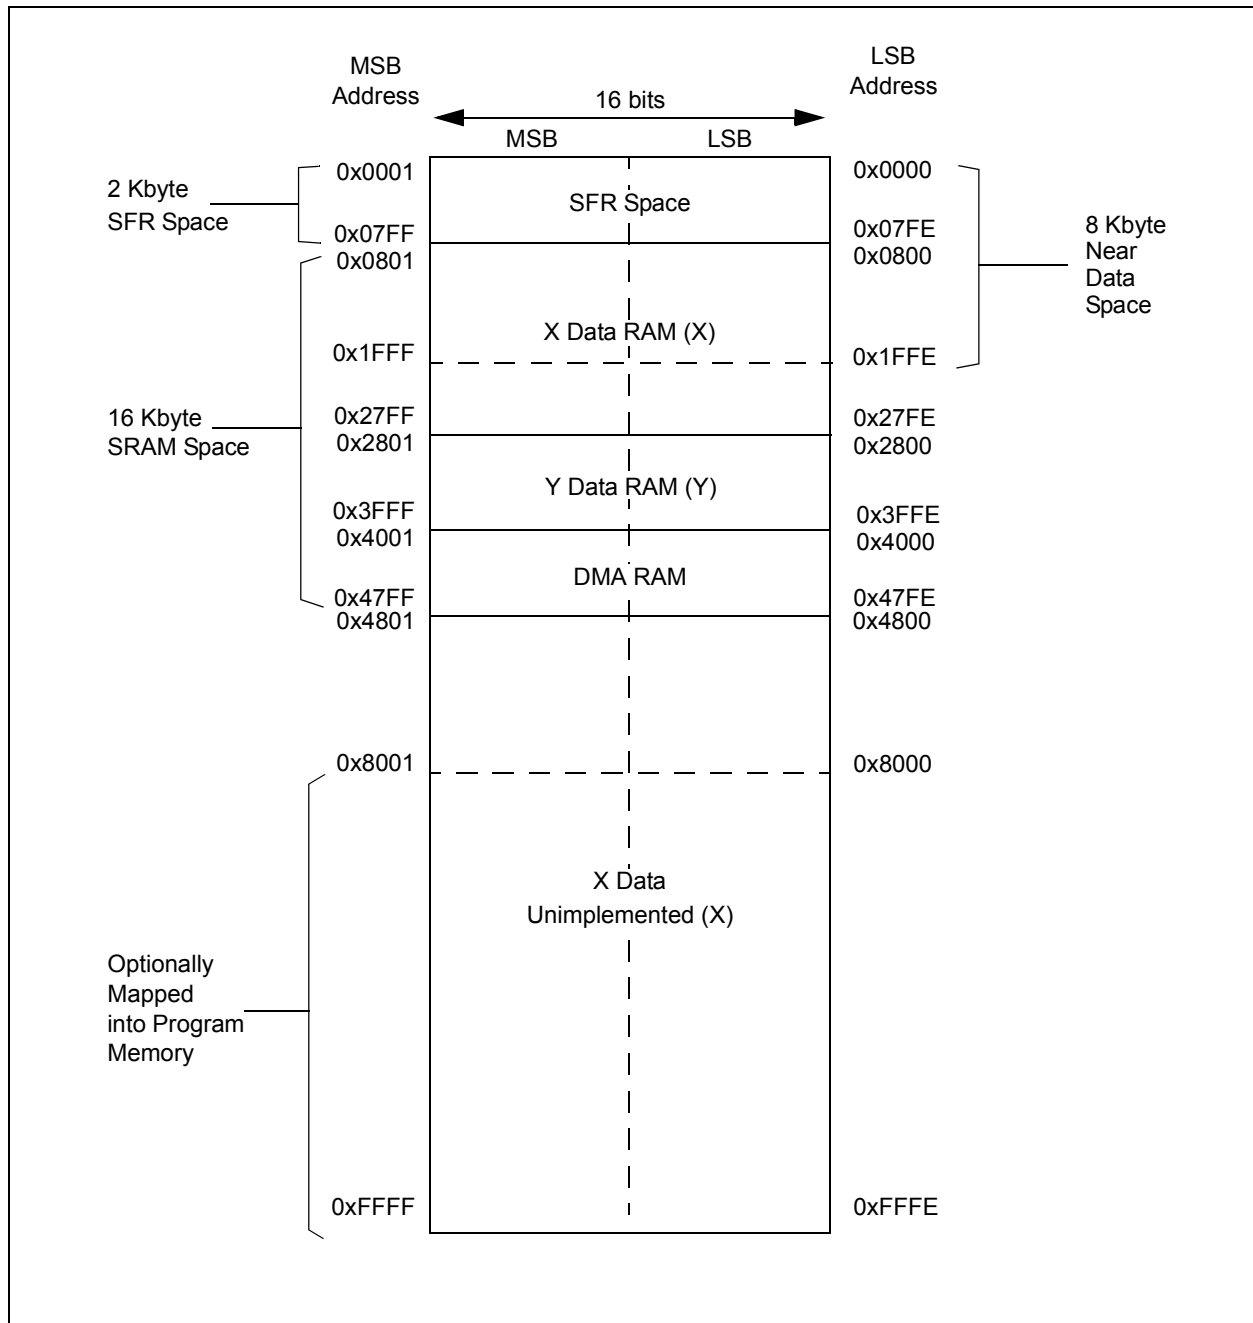 MSB
Address
LSB
Address
16 bits
MSB
LSB
2 Kbyte
SFR Space
0x0001
SFR Space
0x0000
0x07FF
0x07FE
0x0801
0x0800
8 Kbyte
Near
Data
Space
X Data RAM (X)
0x1FFF
0x1FFE
16 Kbyte
SRAM Space
0x27FF
0x27FE
0x2801
0x2800
Y Data RAM (Y)
0x3FFF
0x3FFE
0x4001
0x4000
DMA RAM
0x47FF
0x47FE
0x4801
0x4800
0x8001
0x8000
X Data
Unimplemented (X)
Optionally
Mapped
into Program
Memory
0xFFFF
0xFFFE